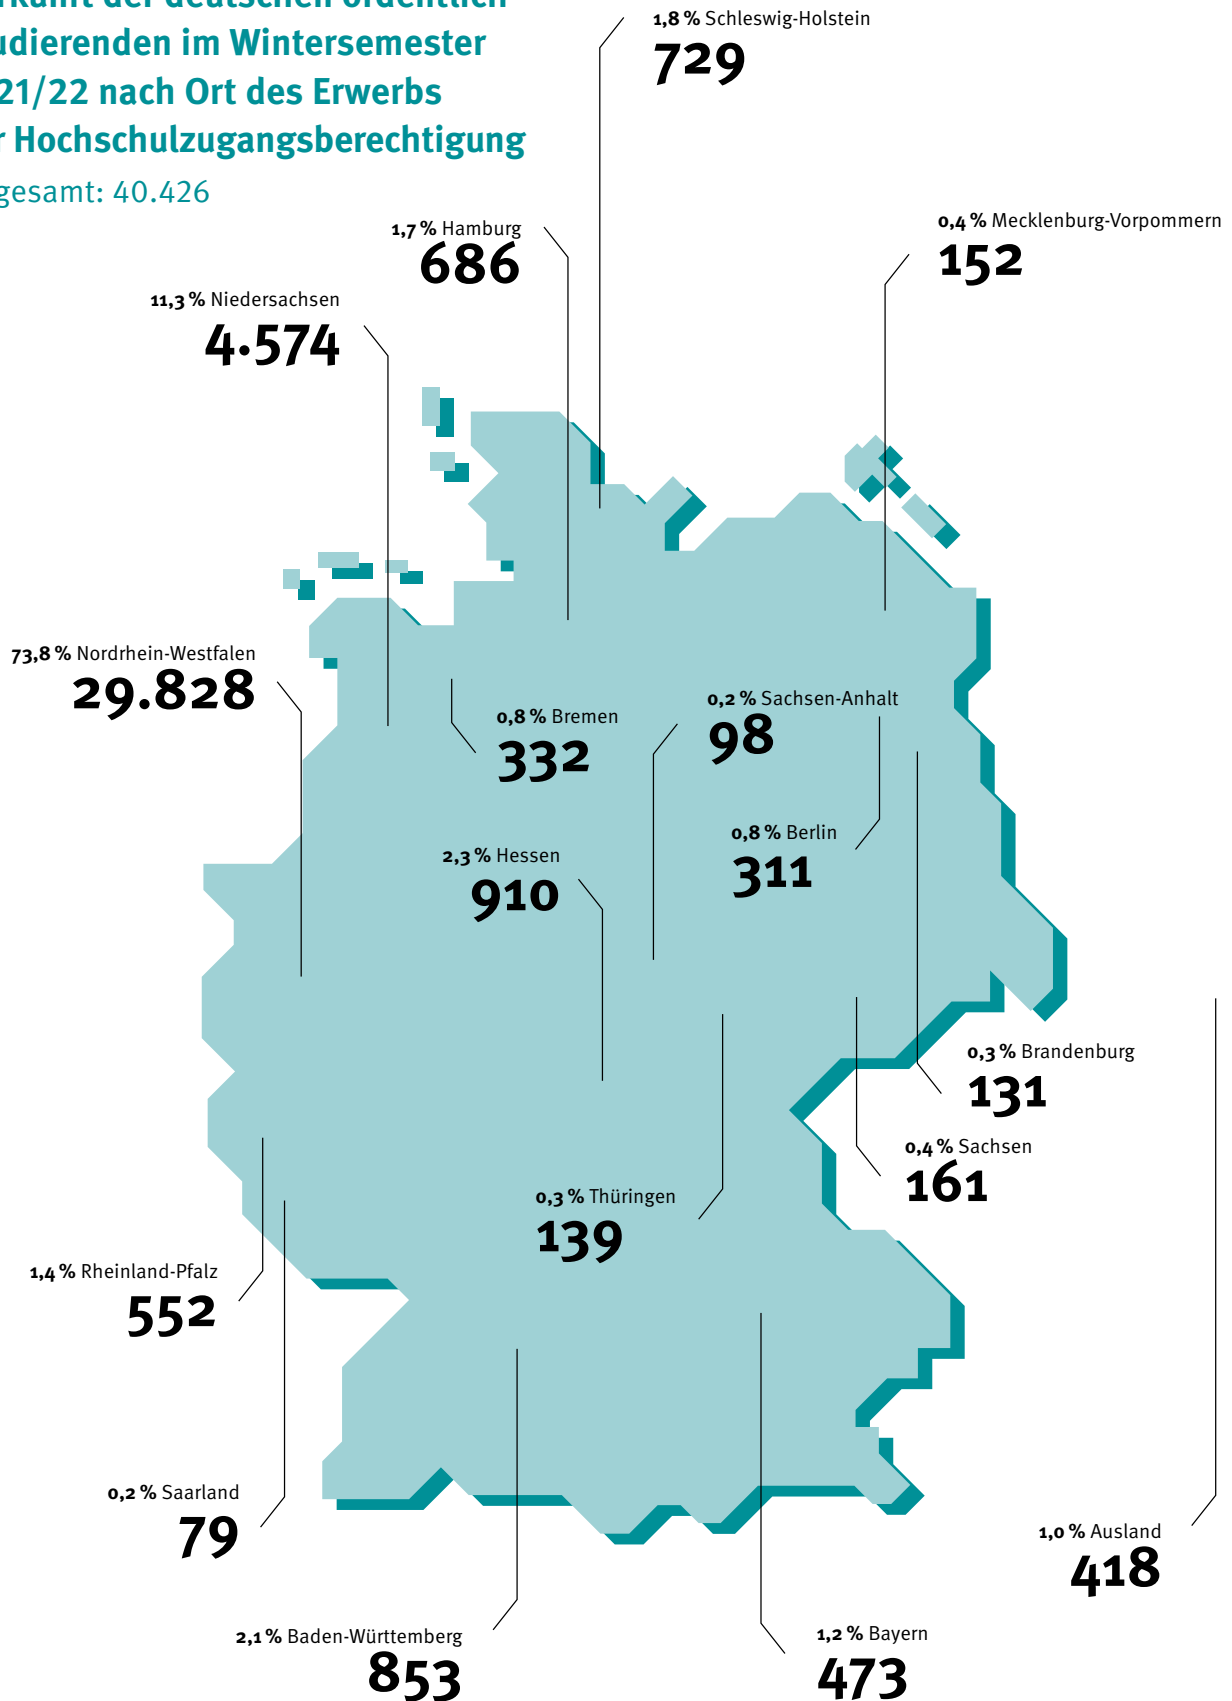 der deutschen ordentlich
im Wintersemester
21/22 nach Ort des Erwerbs
Hochschulzugangsberechtigung
gesamt: 40.426
1,8 % Schleswig-Holstein
729
0,4 % Mecklenburg-Vorpommern
152
1,7 % Hamburg
686
11,3 % Niedersachsen
4.574
73,8 % Nordrhein-Westfalen
29.828
0,8 % Bremen
332
0,2 % Sachsen-Anhalt
98
0,8 % Berlin
311
2,3 % Hessen
910
0,3 % Brandenburg
131
0,4 % Sachsen
161
0,3 % Thüringen
139
1,4 % Rheinland-Pfalz
552
0,2 % Saarland
79
1,0 % Ausland
418
2,1 % Baden-Württemberg
853
1,2 % Bayern
473